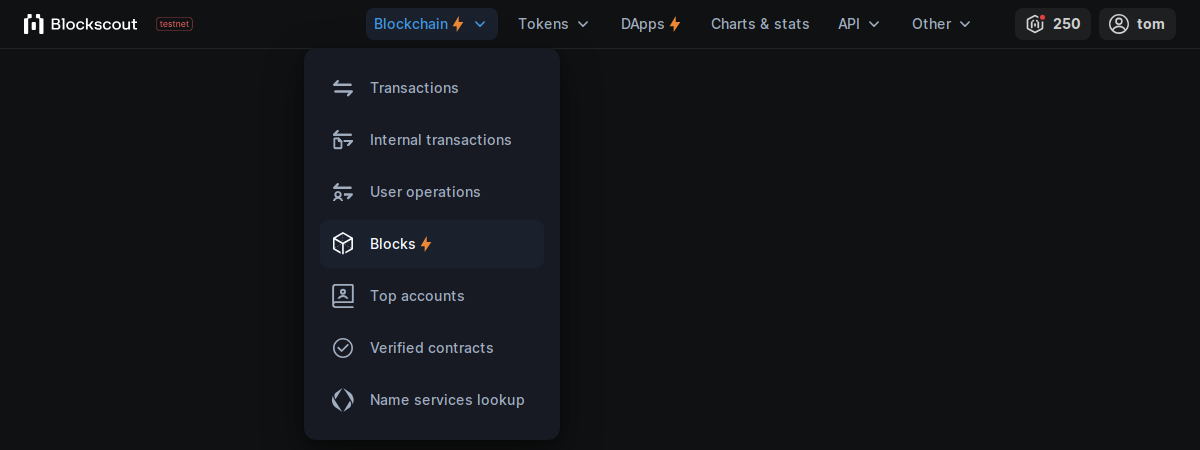 Blockscout testnet Blockchain Tokens DApps Charts & stats API Other 250 tom
Transactions
Internal transactions
User operations
Blocks
Top accounts
Verified contracts
Name services lookup